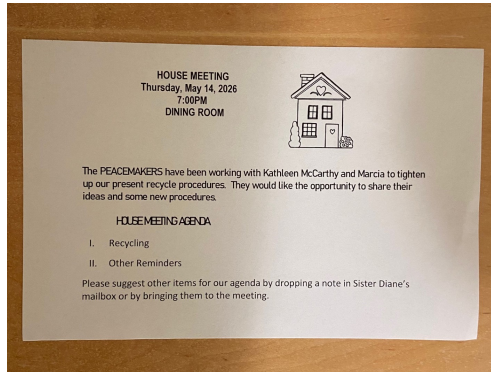 HOUSE MEETING
Thursday, May 14, 2026
7:00PM
DINING ROOM
The PEACEMAKERS have been working with Kathleen McCarthy and Marcia to tighten
up our present recycle procedures. They would like the opportunity to share their
ideas and some new procedures.
HOUSE MEETING AGENDA
I. Recycling
II. Other Reminders
Please suggest other items for our agenda by dropping a note in Sister Diane's
mailbox or by bringing them to the meeting.